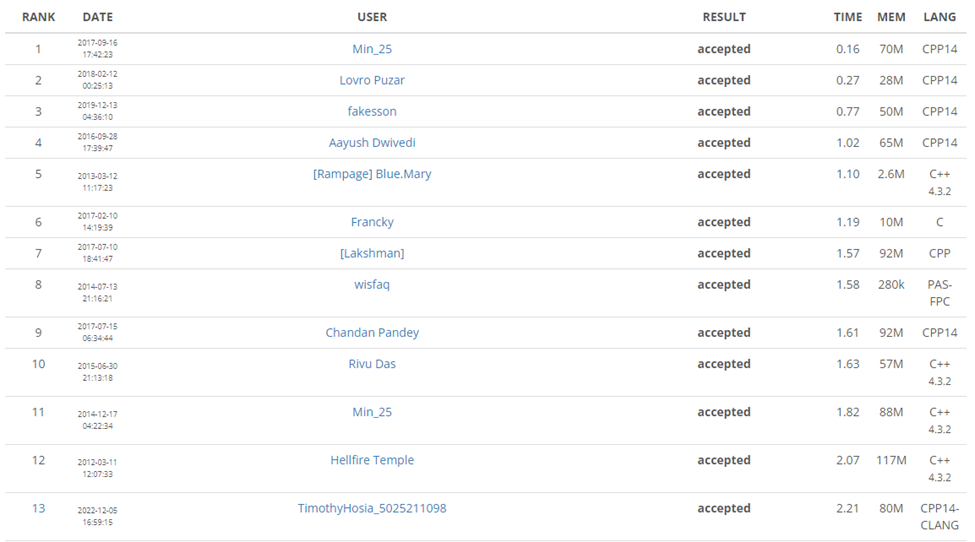 RANK DATE USER RESULT TIME MEM LANG
1 2017-09-16 Min_25 accepted 0.16 70M CPP14
17:42:23
2 2018-02-12 Lovro Puzar accepted 0.27 28M CPP14
00:25:13
3 2019-12-13 fakesson accepted 0.77 50M CPP14
04:36:10
4 2016-09-28 Aayush Dwivedi accepted 1.02 65M CPP14
17:39:47
5 2013-03-12 [Rampage] Blue.Mary accepted 1.10 2.6M C++
11:17:23 4.3.2
6 2017-02-10 Francky accepted 1.19 10M C
14:19:39
7 2017-07-10 [Lakshman] accepted 1.57 92M CPP
18:41:47
8 2014-07-13 wisfaq accepted 1.58 280k PAS-
21:16:21 FPC
9 2017-07-15 Chandan Pandey accepted 1.61 92M CPP14
06:34:44
10 2015-06-30 Rivu Das accepted 1.63 57M C++
21:13:18 4.3.2
11 2014-12-17 Min_25 accepted 1.82 88M C++
04:22:34 4.3.2
12 2012-03-11 Hellfire Temple accepted 2.07 117M C++
12:07:33 4.3.2
13 2022-12-05 TimothyHosia_5025211098 accepted 2.21 80M CPP14-
16:59:15 CLANG